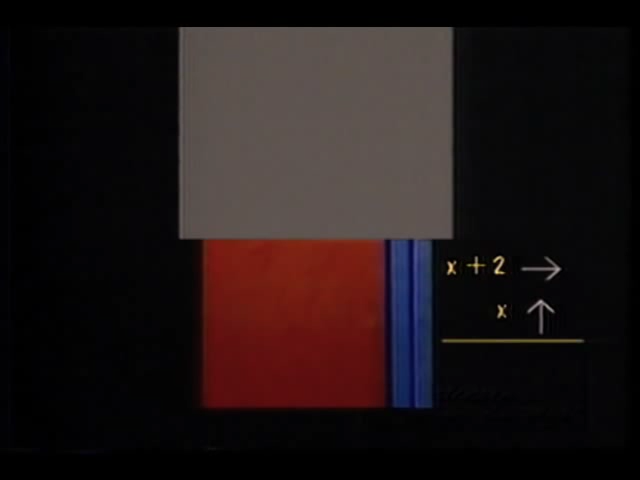 x + 2 →
x ↑